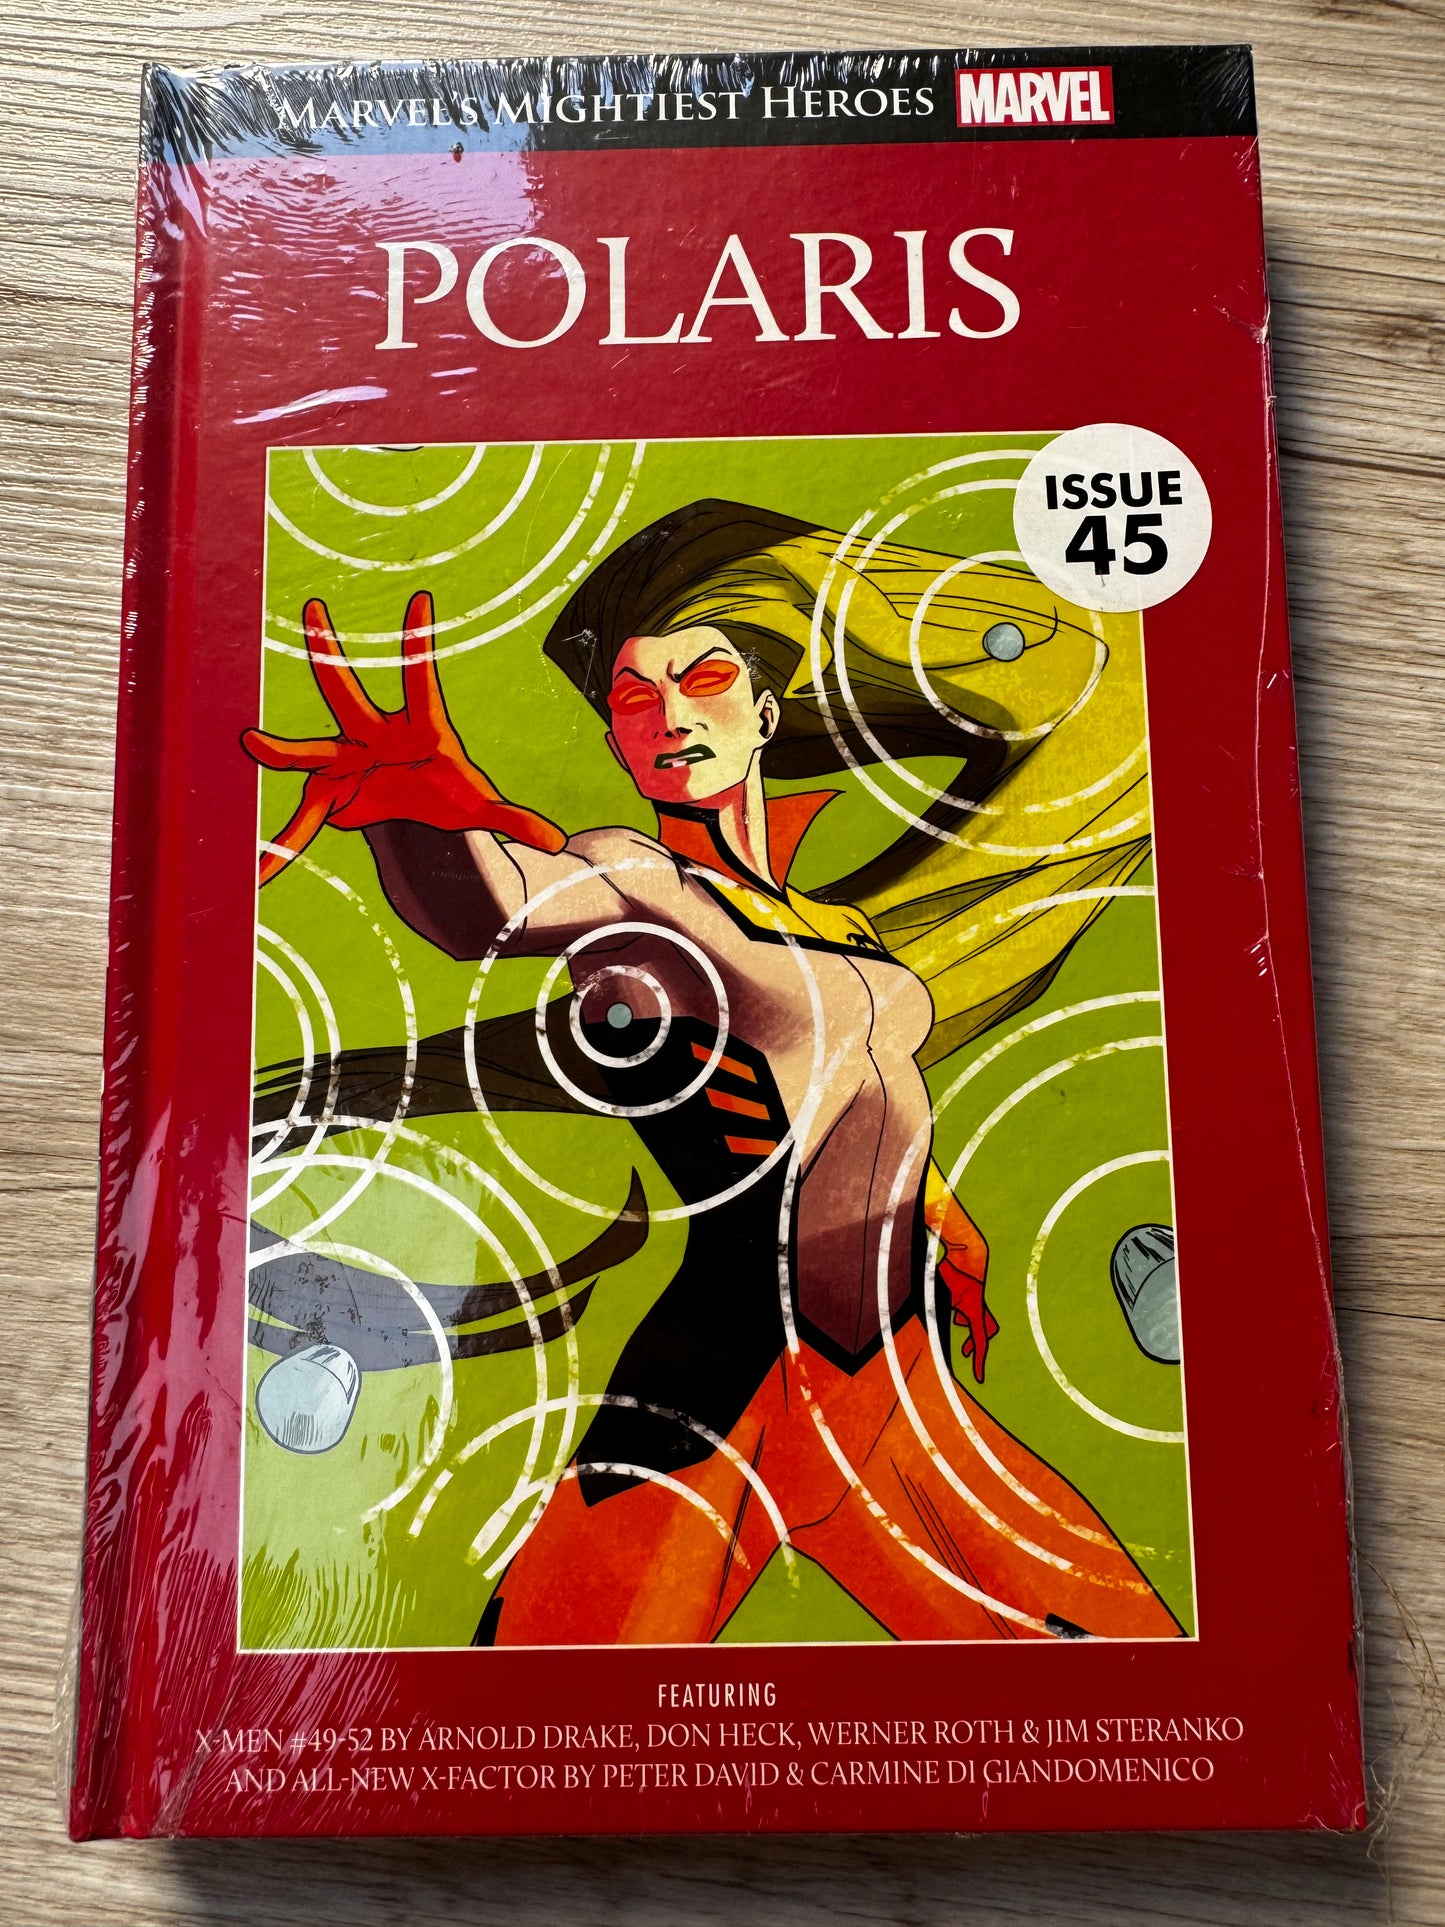 MARVEL'S MIGHTIEST HEROES MARVEL
POLARIS
ISSUE
45
FEATURING
X-MEN #49-52 BY ARNOLD DRAKE, DON HECK, WERNER ROTH & JIM STERANKO
AND ALL-NEW X-FACTOR BY PETER DAVID & CARMINE DI GIANDOMENICO